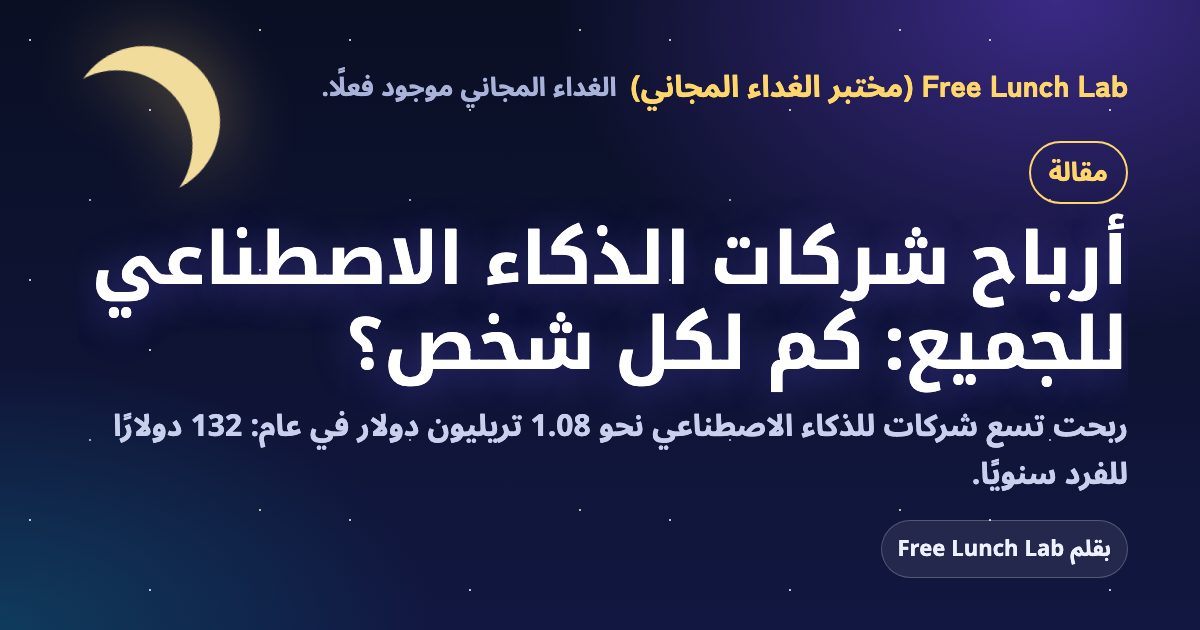 Free Lunch Lab (مختبر الغداء المجاني) الغداء المجاني موجود فعلًا.
مقالة
أرباح شركات الذكاء الاصطناعي
للجميع: كم لكل شخص؟
ربحت تسع شركات للذكاء الاصطناعي نحو 1.08 تريليون دولار في عام: 132 دولارًا
للفرد سنويًا.
بقلم Free Lunch Lab